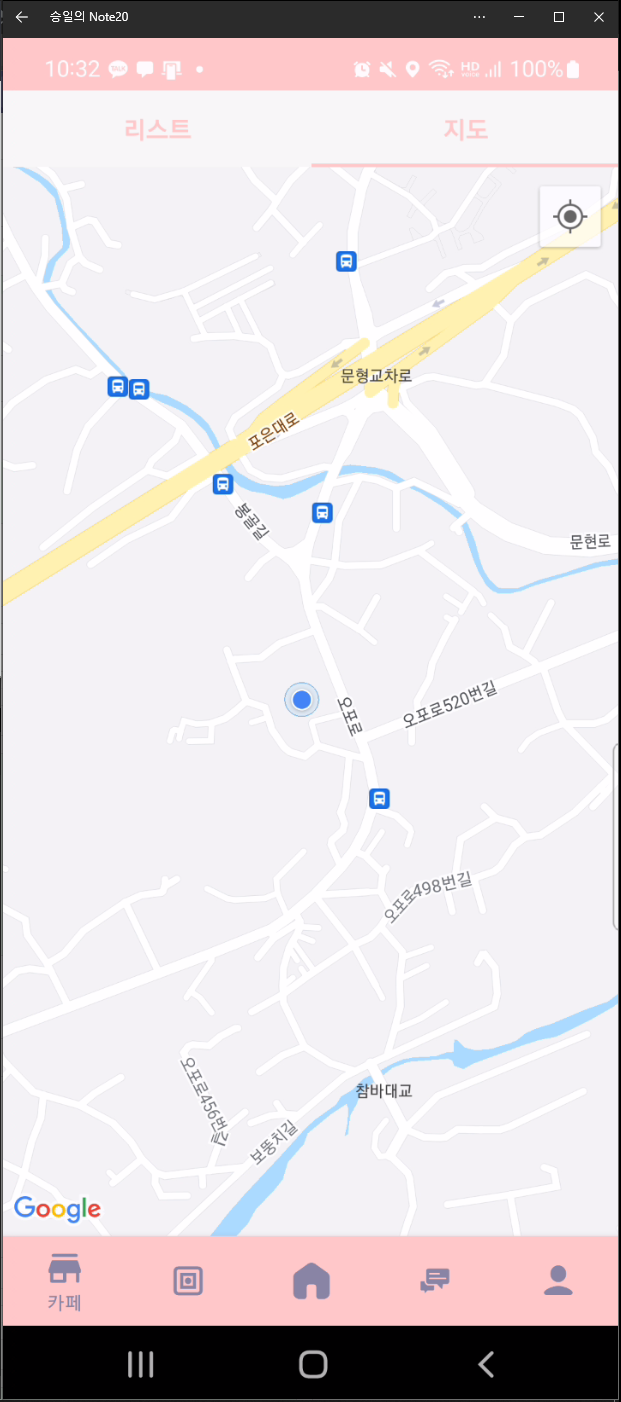 승일의 Note20
10:32
HD
100%
리스트
지도
문형교차로
포은대로
봉골길
문현로
오포로
오포로520번길
오포로498번길
참바대교
오포로456번길
보뚱치길
Google
카페